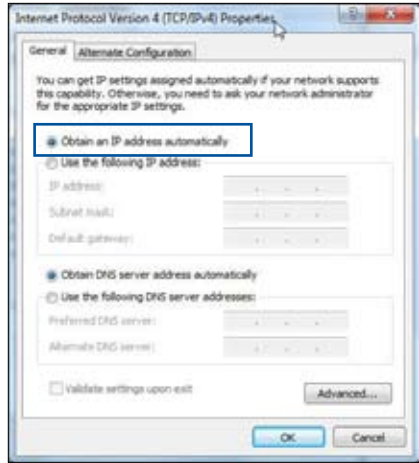 Internet Protocol Version 4 (TCP/IPv4) Properties
General
Alternate Configuration
You can get IP settings assigned automatically if your network supports
this capability. Otherwise, you need to ask your network administrator
for the appropriate IP settings.
Obtain an IP address automatically
Use the following IP address:
IP address:
Subnet mask:
Default gateway:
Obtain DNS server address automatically
Use the following DNS server addresses:
Preferred DNS server:
Alternate DNS server:
Validate settings upon exit
Advanced...
OK
Cancel